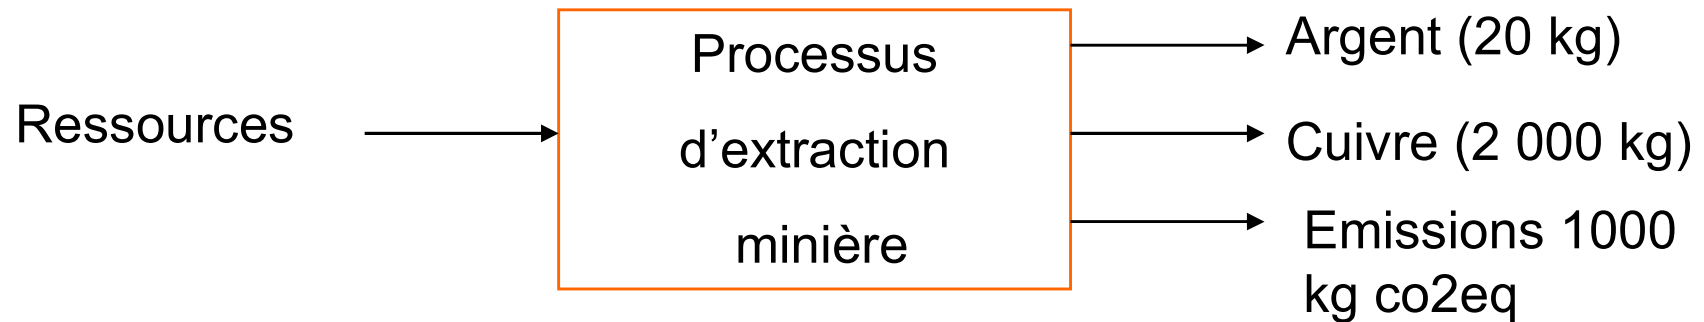 Ressources
Processus
d’extraction
minière
Argent (20 kg)
Cuivre (2 000 kg)
Emissions 1000
kg co2eq